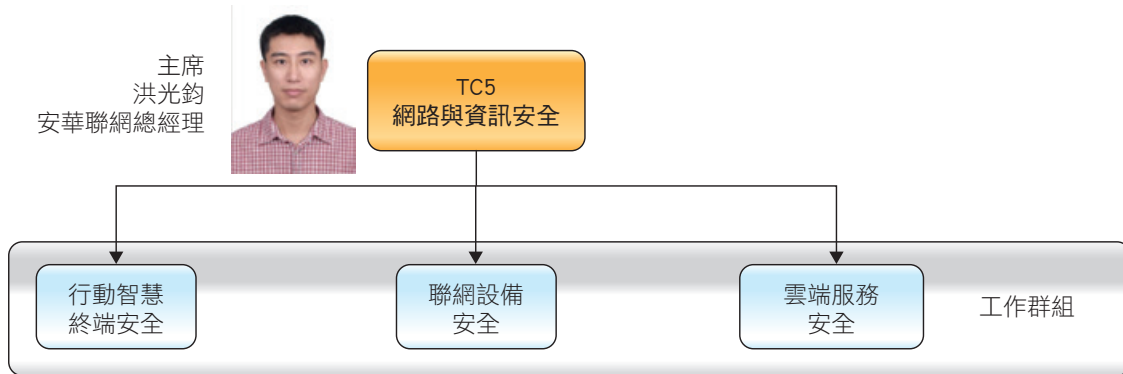 主席
洪光鈞
安華聯網總經理
TC5
網路與資訊安全
行動智慧
終端安全
聯網設備
安全
雲端服務
安全
工作群組